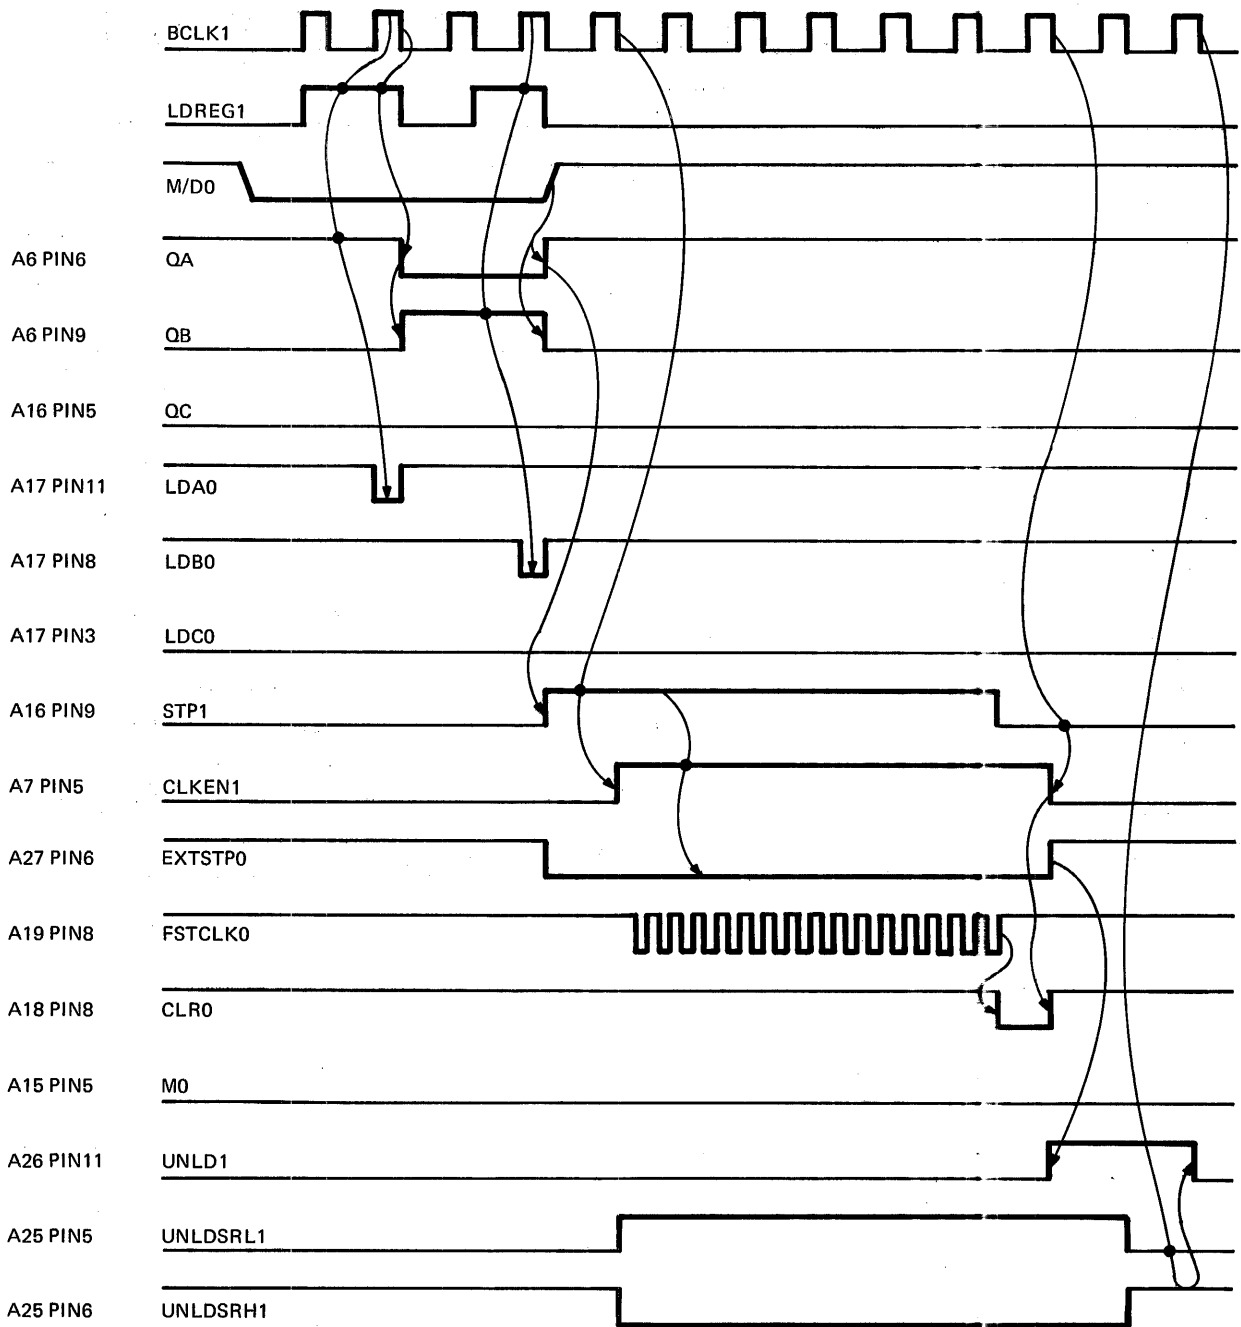 BCLK1
LDREG1
M/D0
A6 PIN6 QA
A6 PIN9 QB
A16 PIN5 QC
A17 PIN11 LDA0
A17 PIN8 LDB0
A17 PIN3 LDC0
A16 PIN9 STP1
A7 PIN5 CLKEN1
A27 PIN6 EXTSTP0
A19 PIN8 FSTCLK0
A18 PIN8 CLR0
A15 PIN5 M0
A26 PIN11 UNLD1
A25 PIN5 UNLDSRL1
A25 PIN6 UNLDSRH1